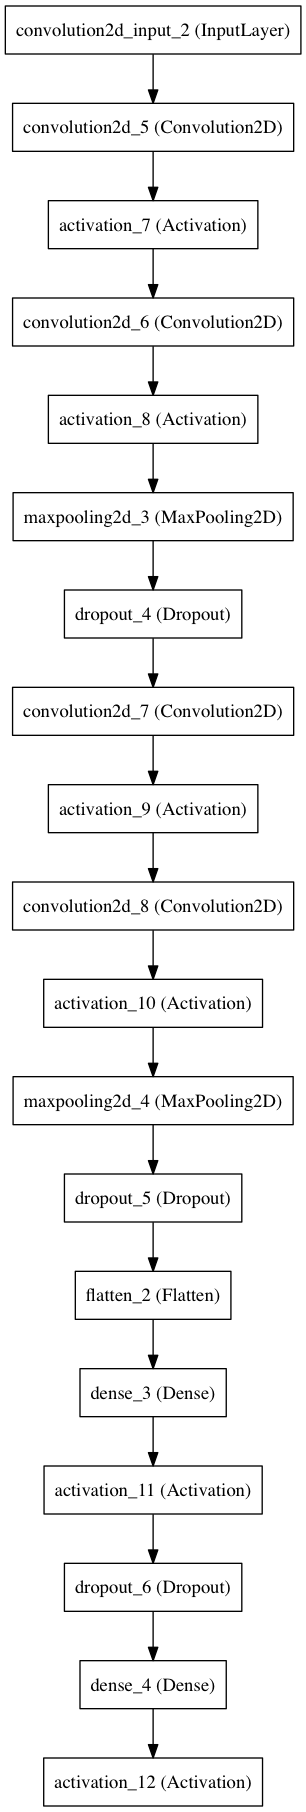 convolution2d_input_2 (InputLayer)
convolution2d_5 (Convolution2D)
activation_7 (Activation)
convolution2d_6 (Convolution2D)
activation_8 (Activation)
maxpooling2d_3 (MaxPooling2D)
dropout_4 (Dropout)
convolution2d_7 (Convolution2D)
activation_9 (Activation)
convolution2d_8 (Convolution2D)
activation_10 (Activation)
maxpooling2d_4 (MaxPooling2D)
dropout_5 (Dropout)
flatten_2 (Flatten)
dense_3 (Dense)
activation_11 (Activation)
dropout_6 (Dropout)
dense_4 (Dense)
activation_12 (Activation)